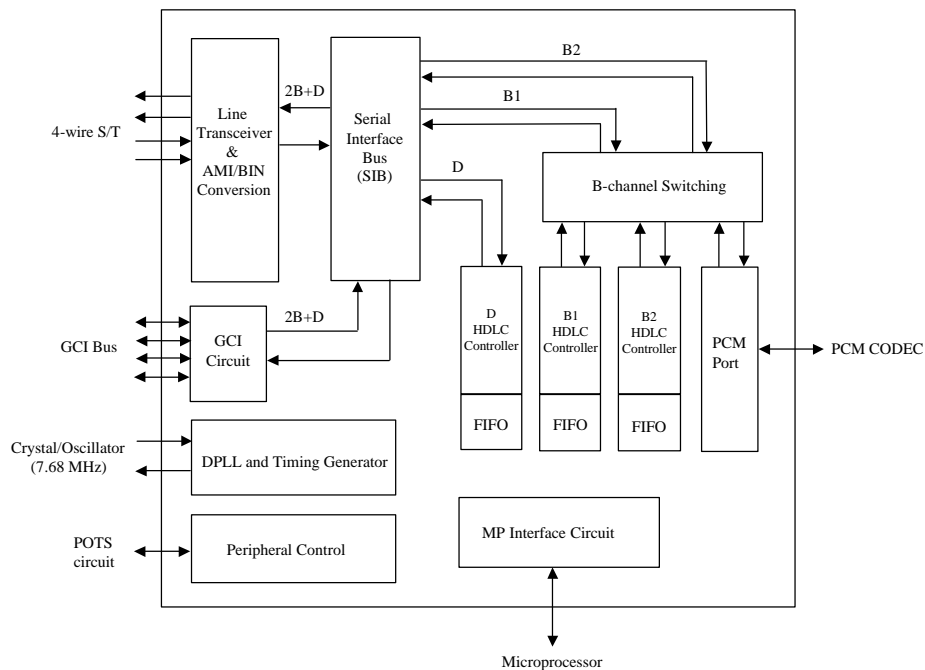 B2
2B+D
B1
4-wire S/T
Line
Transceiver
&
AMI/BIN
Conversion
Serial
Interface
Bus
(SIB)
D
B-channel Switching
D
HDLC
Controller
FIFO
B1
HDLC
Controller
FIFO
B2
HDLC
Controller
FIFO
PCM
Port
PCM CODEC
GCI Bus
GCI
Circuit
2B+D
Crystal/Oscillator
(7.68 MHz)
DPLL and Timing Generator
POTS
circuit
Peripheral Control
MP Interface Circuit
Microprocessor